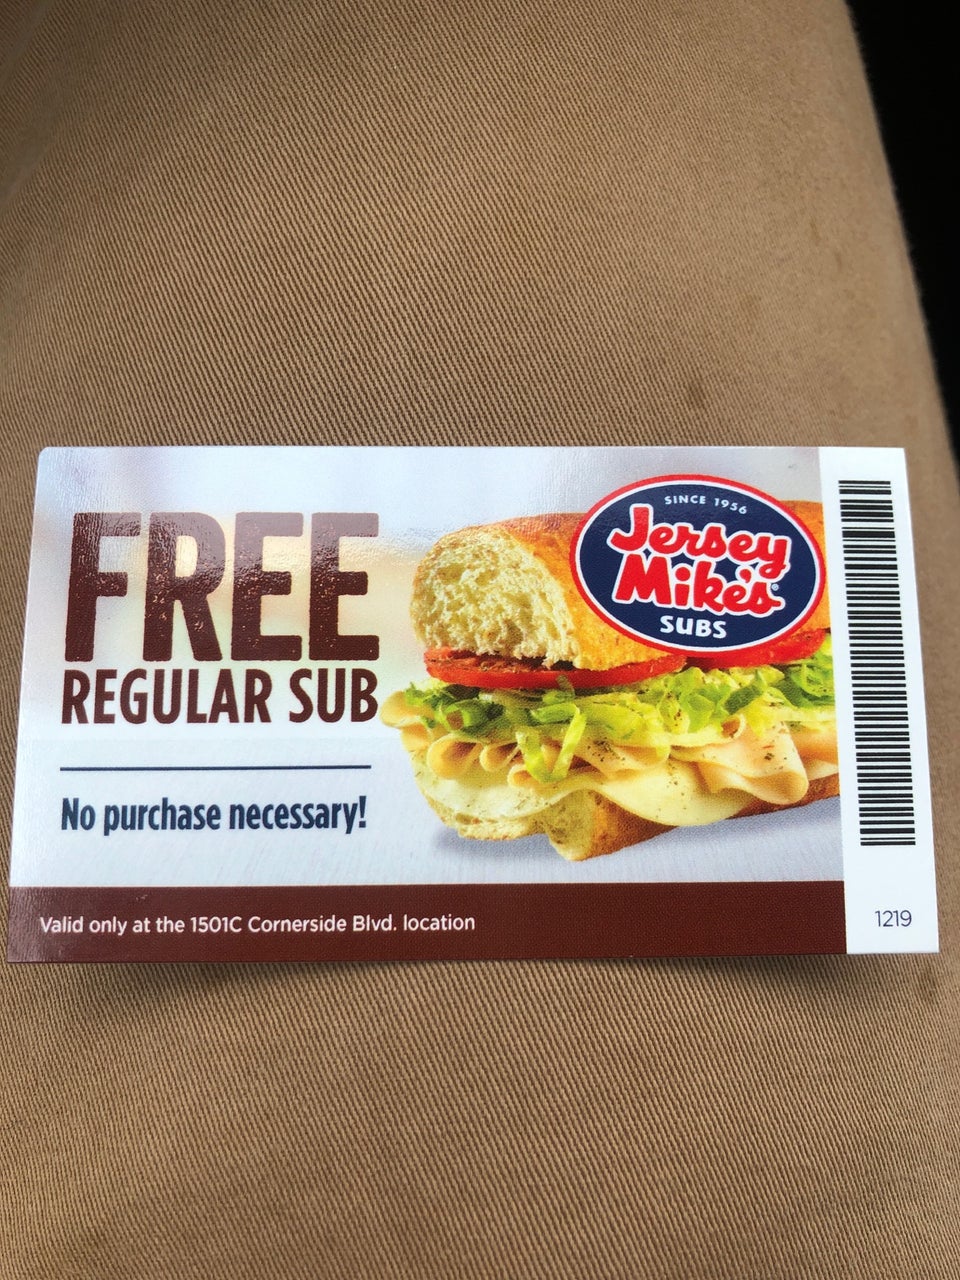 FREE
REGULAR SUB
No purchase necessary!
SINCE 1956
Jersey
Mike's®
SUBS
Valid only at the 1501C Cornerside Blvd. location
1219